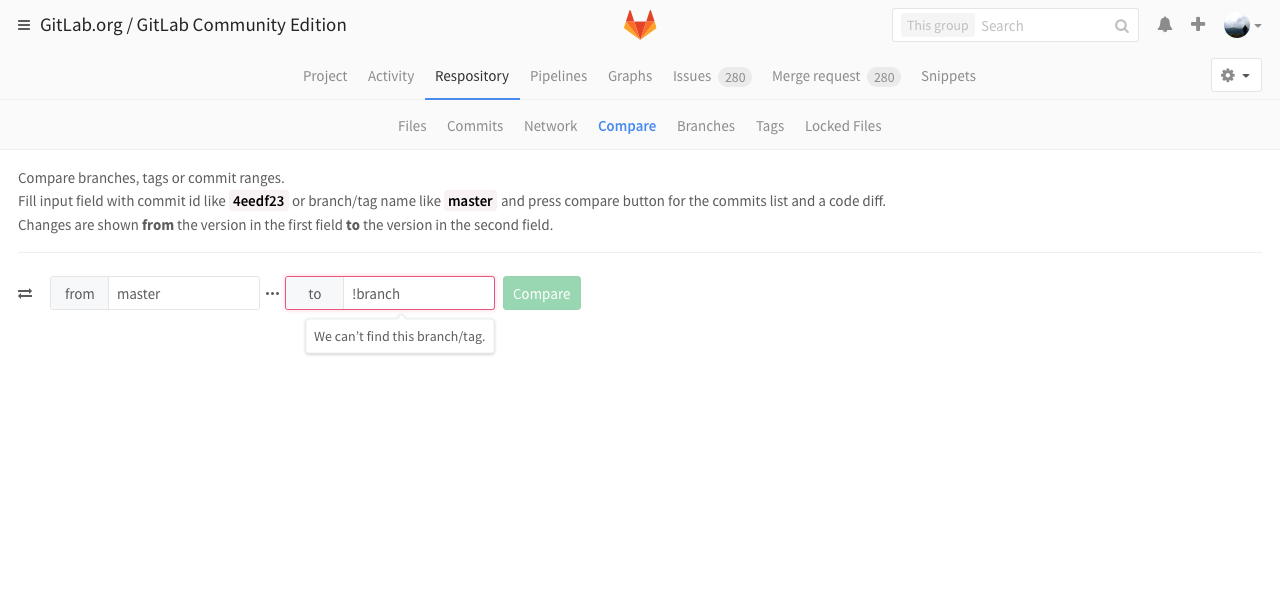 GitLab.org / GitLab Community Edition
This group Search
Project Activity Respository Pipelines Graphs Issues 280 Merge request 280 Snippets
Files Commits Network Compare Branches Tags Locked Files
Compare branches, tags or commit ranges.
Fill input field with commit id like 4eedf23 or branch/tag name like master and press compare button for the commits list and a code diff.
Changes are shown from the version in the first field to the version in the second field.
from master ··· to !branch Compare
We can't find this branch/tag.